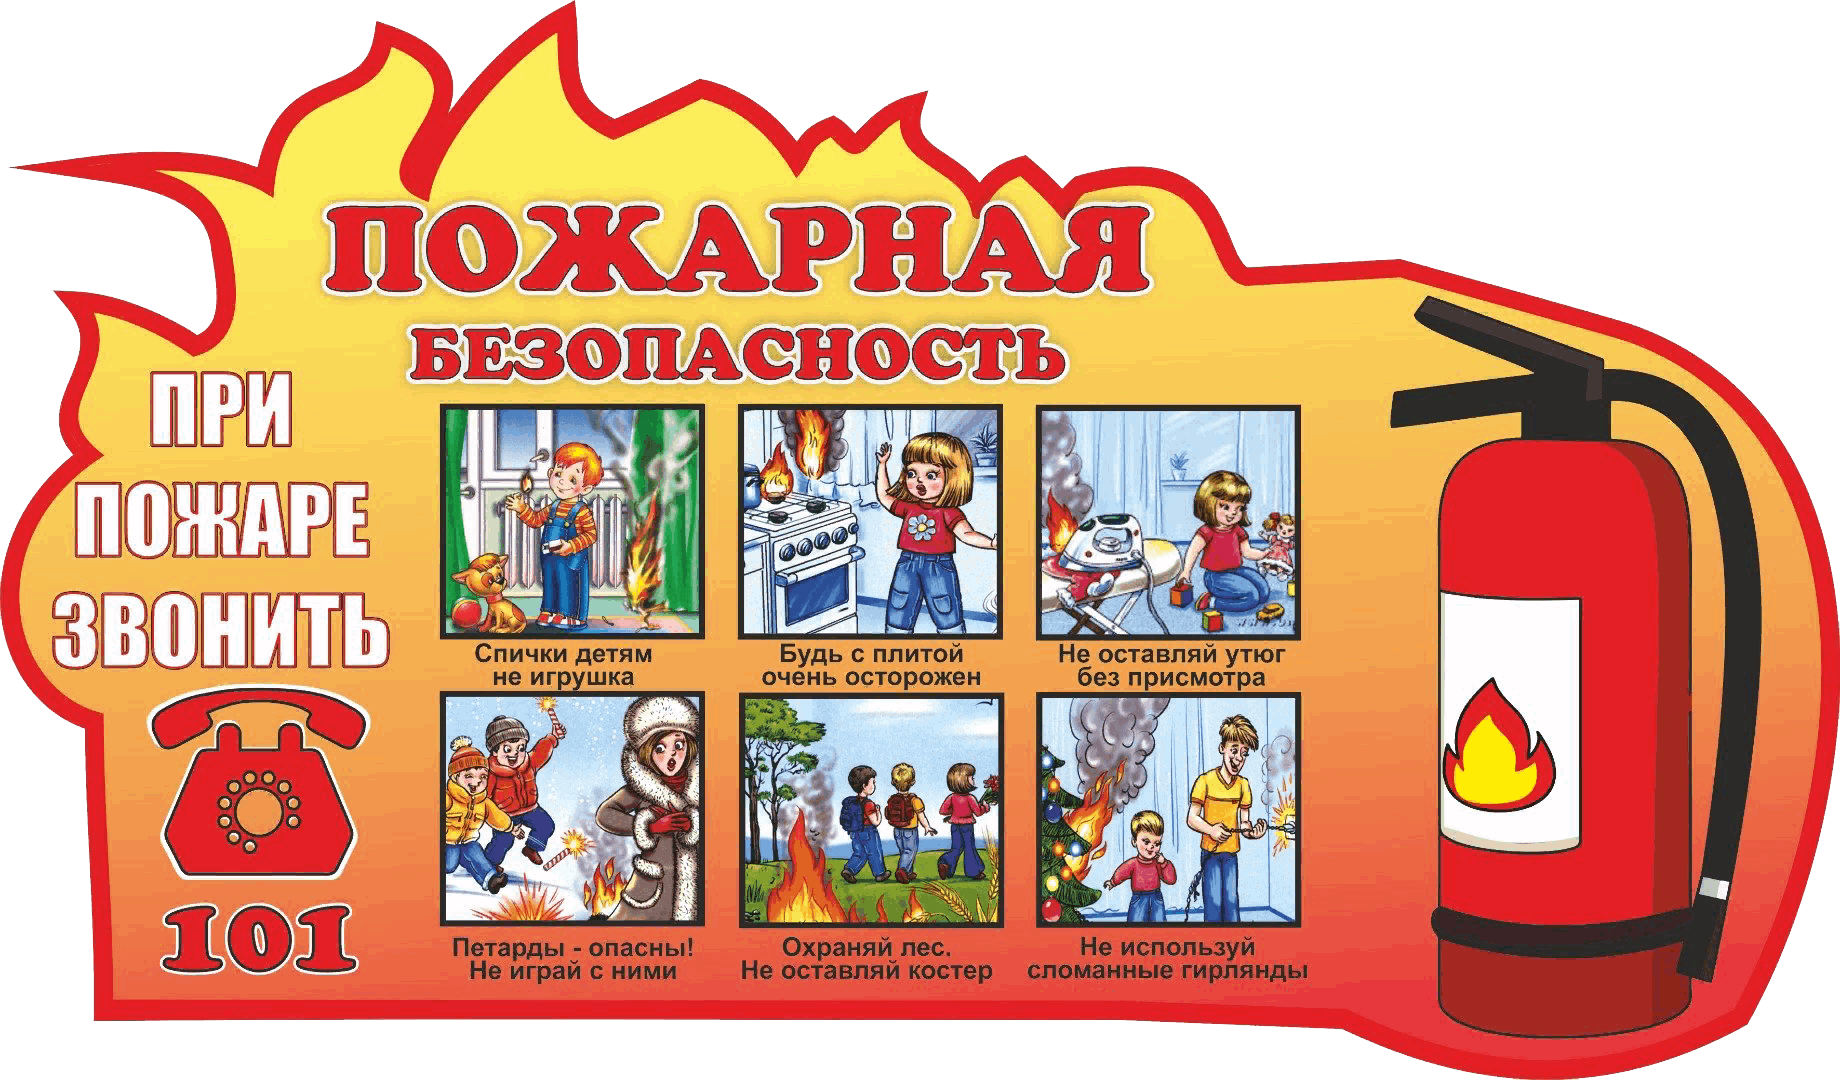 ПОЖАРНАЯ
БЕЗОПАСНОСТЬ
ПРИ
ПОЖАРЕ
ЗВОНИТЬ
101
Спички детям
не игрушка
Будь с плитой
очень осторожен
Не оставляй утюг
без присмотра
Петарды - опасны!
Не играй с ними
Охраняй лес.
Не оставляй костер
Не используй
сломанные гирлянды